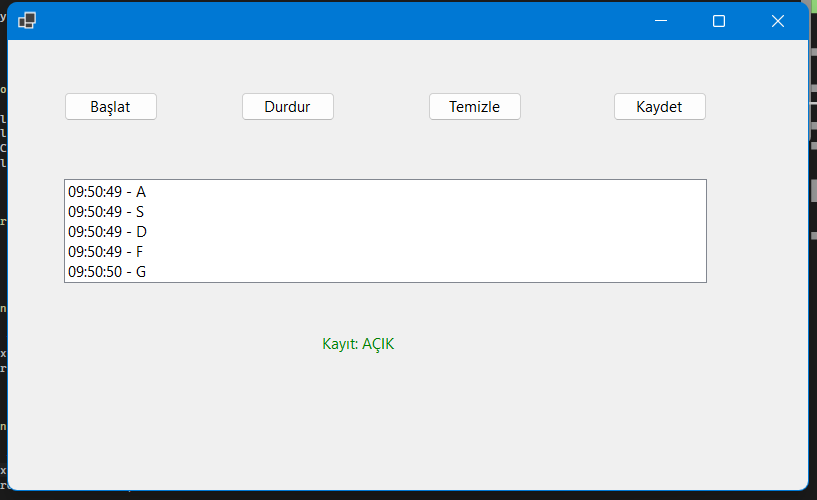 Başlat
Durdur
Temizle
Kaydet
09:50:49 - A
09:50:49 - S
09:50:49 - D
09:50:49 - F
09:50:50 - G
Kayıt: AÇIK